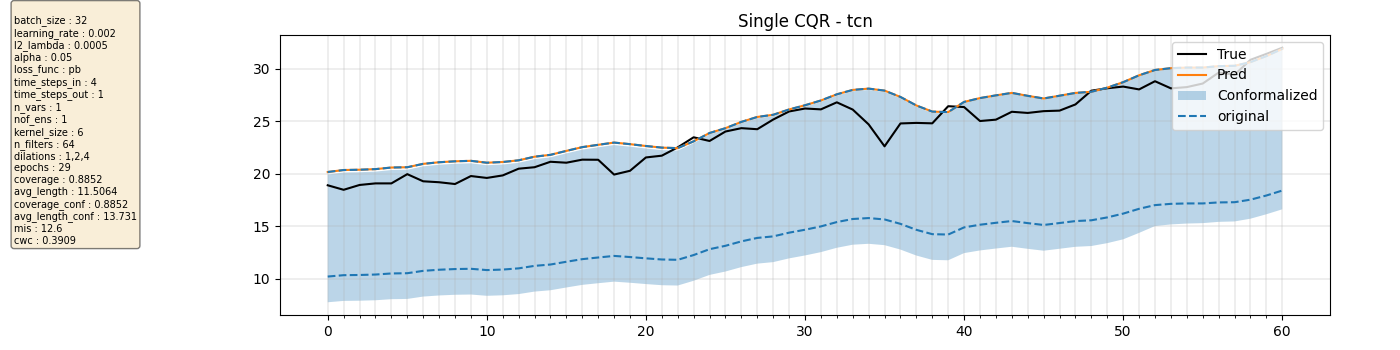 batch_size : 32
learning_rate : 0.002
l2_lambda : 0.0005
alpha : 0.05
loss_func : pb
time_steps_in : 4
time_steps_out : 1
n_vars : 1
nof_ens : 1
kernel_size : 6
n_filters : 64
dilations : 1,2,4
epochs : 29
coverage : 0.8852
avg_length : 11.5064
coverage_conf : 0.8852
avg_length_conf : 13.731
mis : 12.6
cwc : 0.3909
Single CQR - tcn
30
25
20
15
10
0 10 20 30 40 50 60
True
Pred
Conformalized
original